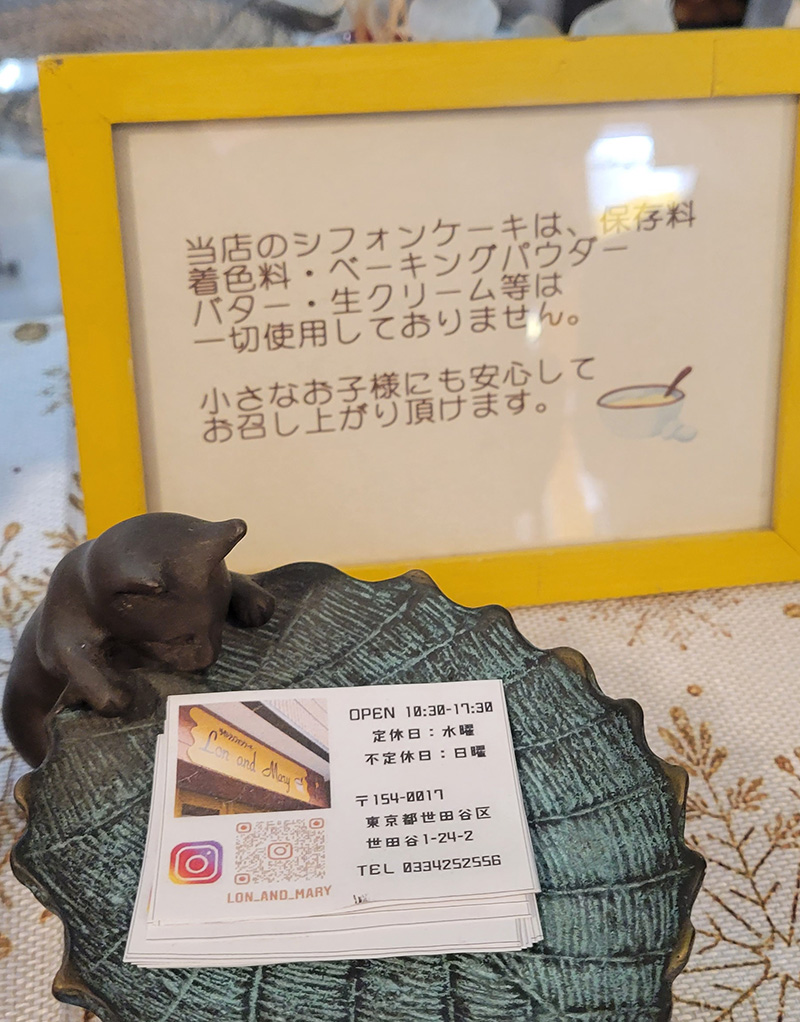 当店のシフォンケーキは、保存料
着色料・ベーキングパウダー
バター・生クリーム等は
一切使用しておりません。
小さなお子様にも安心して
お召し上がり頂けます。
Lon and Mary
OPEN 10:30-17:30
定休日:水曜
不定休日:日曜
〒154-0017
東京都世田谷区
世田谷1-24-2
TEL 0334252556
LON_AND_MARY